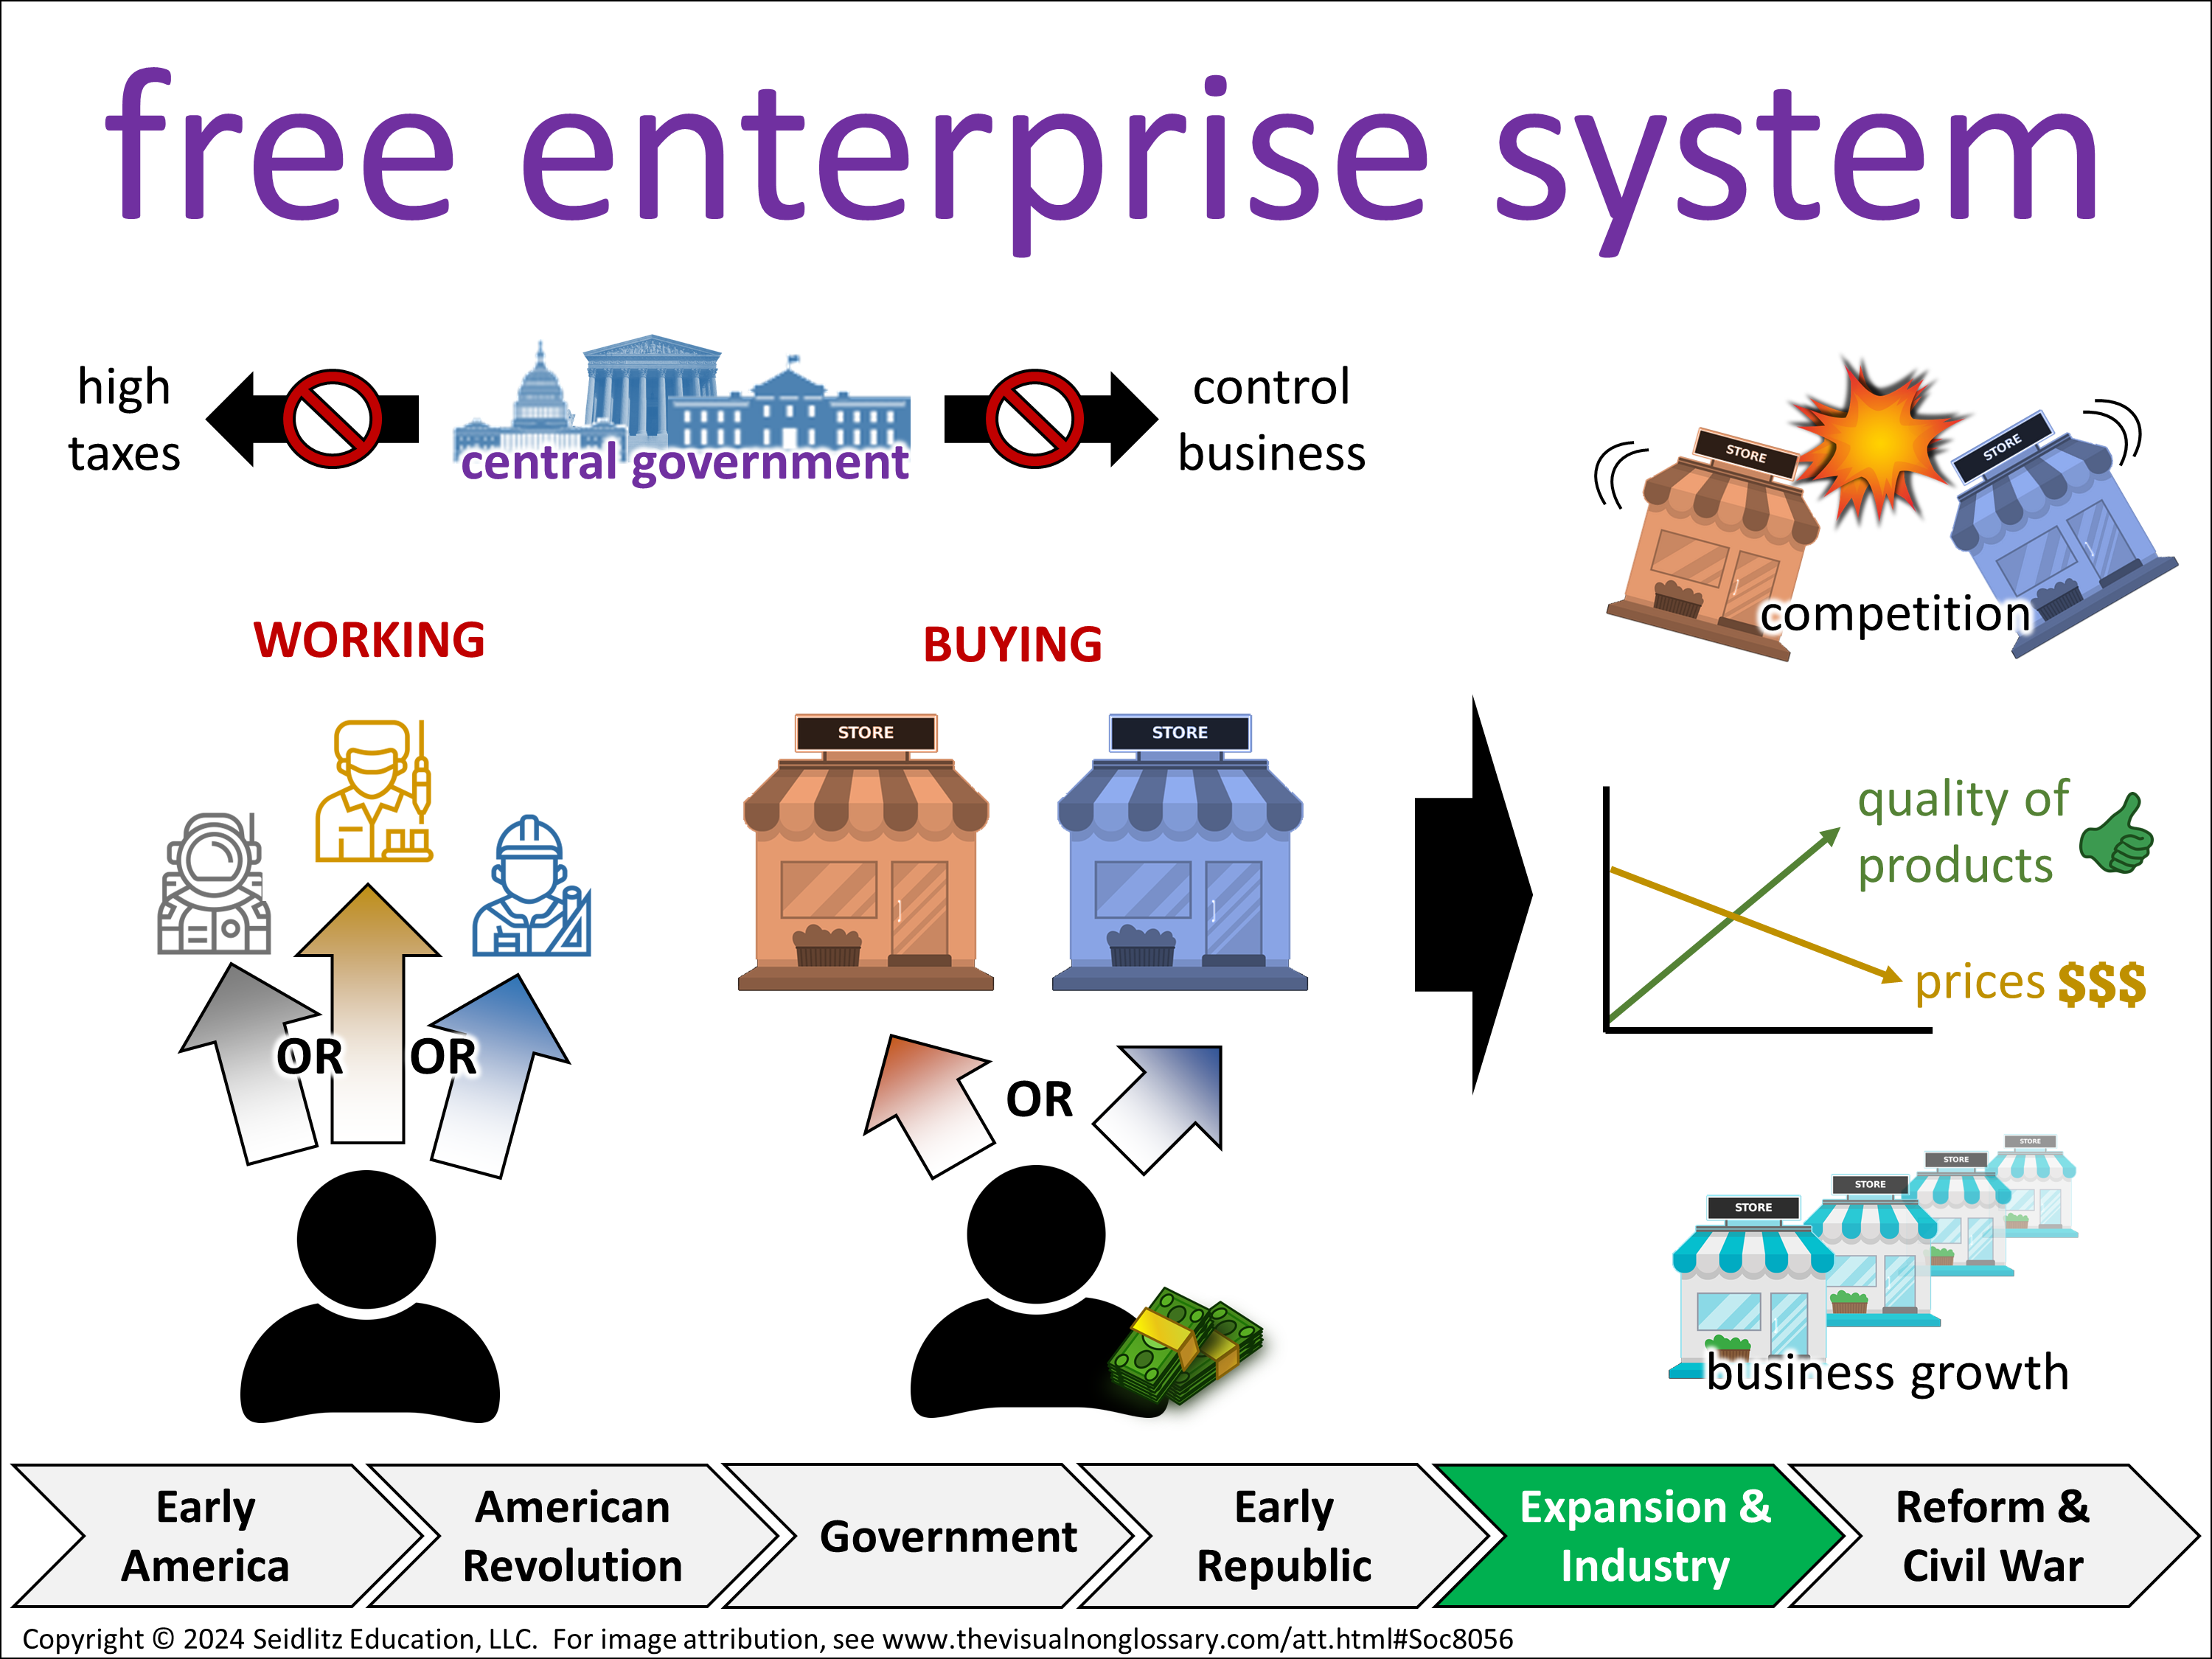 free enterprise system
high
taxes
central government
control
business
STORE
STORE
competition
WORKING
BUYING
STORE
STORE
OR
OR
OR
quality of
products
prices $$$
STORE
STORE
STORE
STORE
business growth
Early
America
American
Revolution
Government
Early
Republic
Expansion &
Industry
Reform &
Civil War
Copyright © 2024 Seidlitz Education, LLC.  For image attribution, see www.thevisualnonglossary.com/att.html#Soc8056